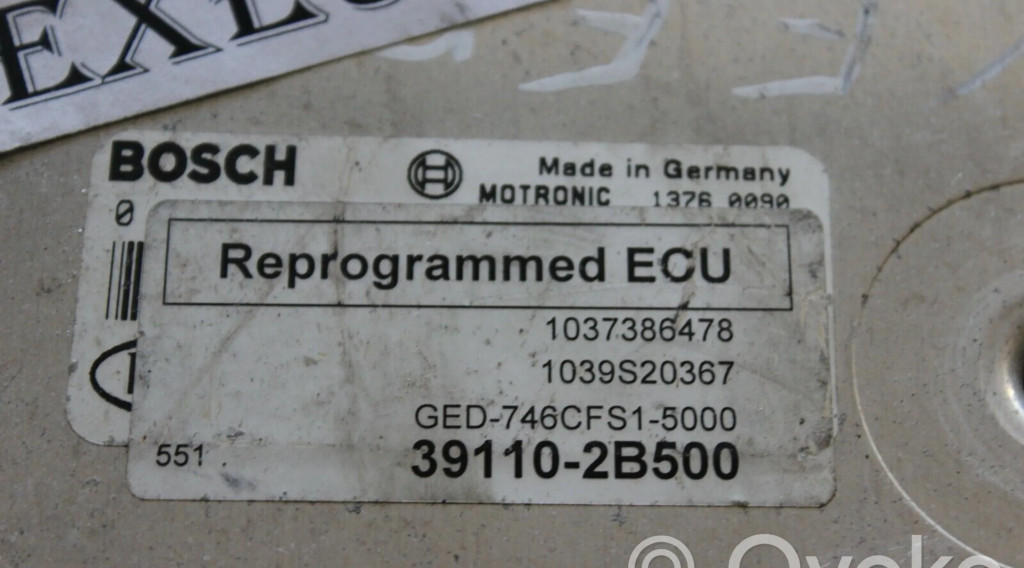 BOSCH
Made in Germany
MOTRONIC 1376 0090
0
Reprogrammed ECU
1037386478
1039S20367
GED-746CFS1-5000
551
39110-2B500
©